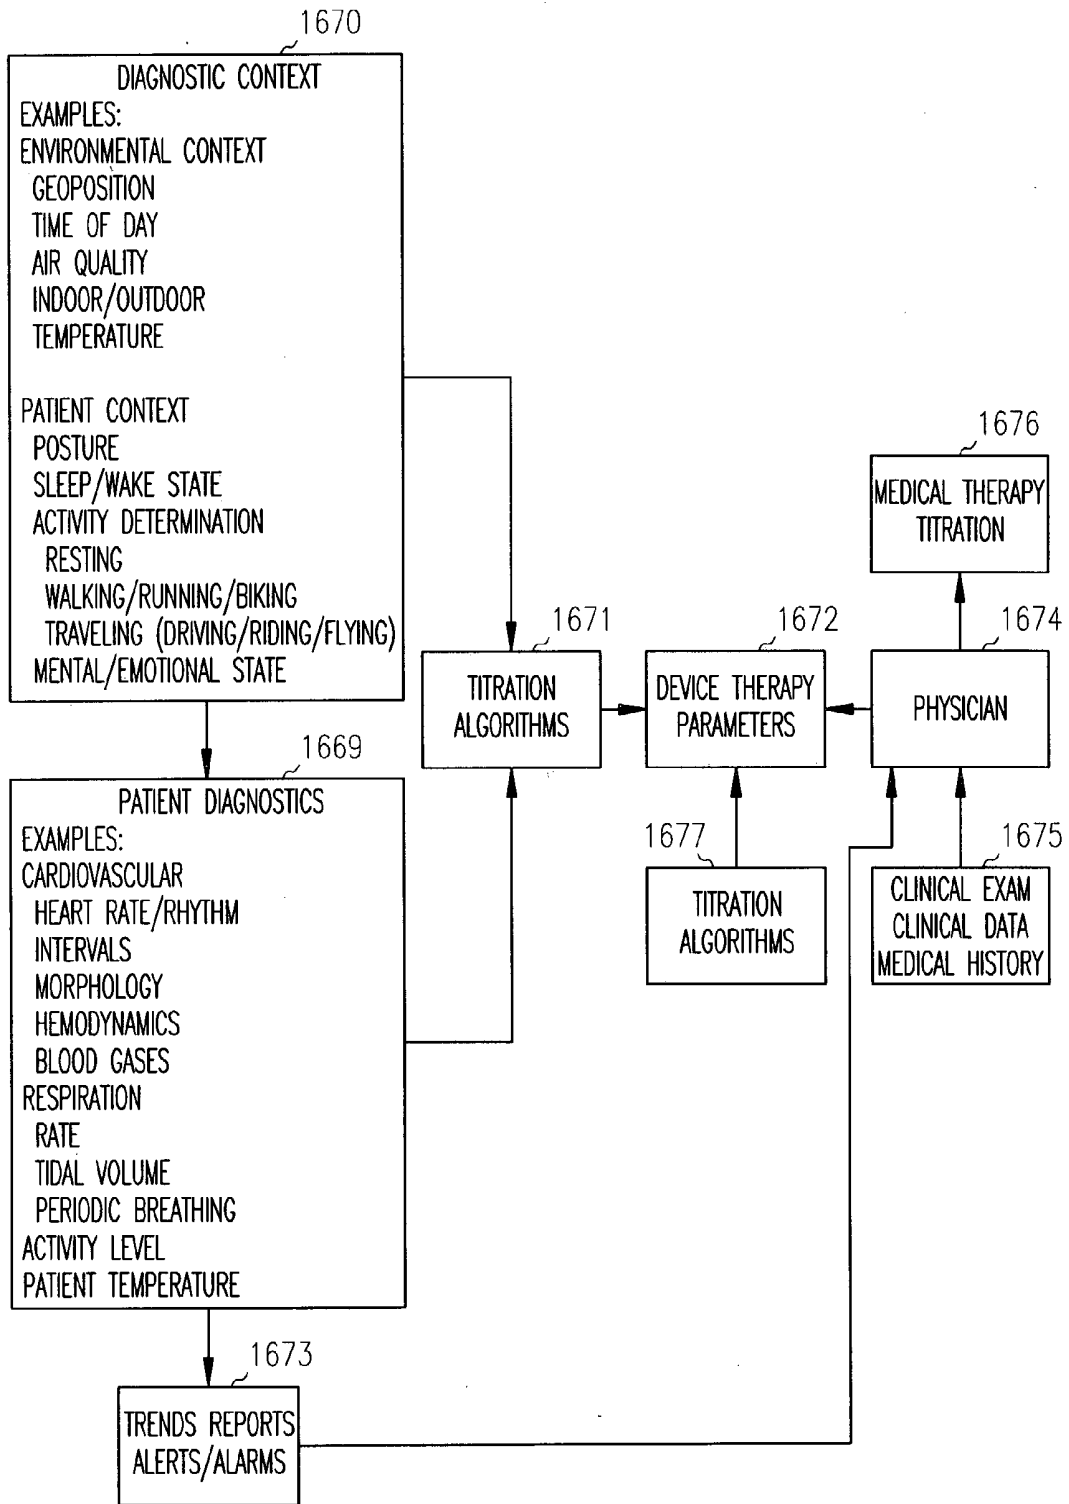 1670
DIAGNOSTIC CONTEXT
EXAMPLES:
ENVIRONMENTAL CONTEXT
GEOPOSITION
TIME OF DAY
AIR QUALITY
INDOOR/OUTDOOR
TEMPERATURE
PATIENT CONTEXT
POSTURE
SLEEP/WAKE STATE
ACTIVITY DETERMINATION
RESTING
WALKING/RUNNING/BIKING
TRAVELING (DRIVING/RIDING/FLYING)
MENTAL/EMOTIONAL STATE
1671
TITRATION
ALGORITHMS
1672
DEVICE THERAPY
PARAMETERS
1676
MEDICAL THERAPY
TITRATION
1674
PHYSICIAN
1669
PATIENT DIAGNOSTICS
EXAMPLES:
CARDIOVASCULAR
HEART RATE/RHYTHM
INTERVALS
MORPHOLOGY
HEMODYNAMICS
BLOOD GASES
RESPIRATION
RATE
TIDAL VOLUME
PERIODIC BREATHING
ACTIVITY LEVEL
PATIENT TEMPERATURE
1677
TITRATION
ALGORITHMS
1675
CLINICAL EXAM
CLINICAL DATA
MEDICAL HISTORY
1673
TRENDS REPORTS
ALERTS/ALARMS